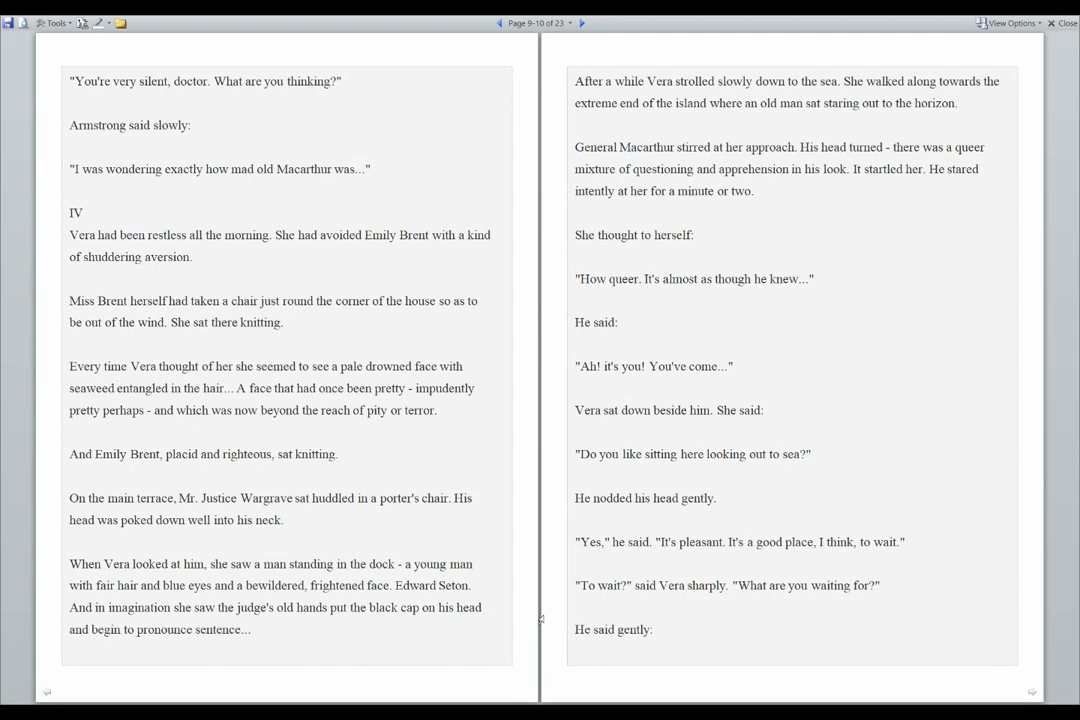 Tools
Page 9-10 of 23
View Options
Close
"You're very silent, doctor. What are you thinking?"
Armstrong said slowly:
"I was wondering exactly how mad old Macarthur was..."
IV
Vera had been restless all the morning. She had avoided Emily Brent with a kind
of shuddering aversion.
Miss Brent herself had taken a chair just round the corner of the house so as to
be out of the wind. She sat there knitting.
Every time Vera thought of her she seemed to see a pale drowned face with
seaweed entangled in the hair... A face that had once been pretty - impudently
pretty perhaps - and which was now beyond the reach of pity or terror.
And Emily Brent, placid and righteous, sat knitting.
On the main terrace, Mr. Justice Wargrave sat huddled in a porter's chair. His
head was poked down well into his neck.
When Vera looked at him, she saw a man standing in the dock - a young man
with fair hair and blue eyes and a bewildered, frightened face. Edward Seton.
And in imagination she saw the judge's old hands put the black cap on his head
and begin to pronounce sentence...
After a while Vera strolled slowly down to the sea. She walked along towards the
extreme end of the island where an old man sat staring out to the horizon.
General Macarthur stirred at her approach. His head turned - there was a queer
mixture of questioning and apprehension in his look. It startled her. He stared
intently at her for a minute or two.
She thought to herself:
"How queer. It's almost as though he knew..."
He said:
"Ah! it's you! You've come..."
Vera sat down beside him. She said:
"Do you like sitting here looking out to sea?"
He nodded his head gently.
"Yes," he said. "It's pleasant. It's a good place, I think, to wait."
"To wait?" said Vera sharply. "What are you waiting for?"
He said gently: